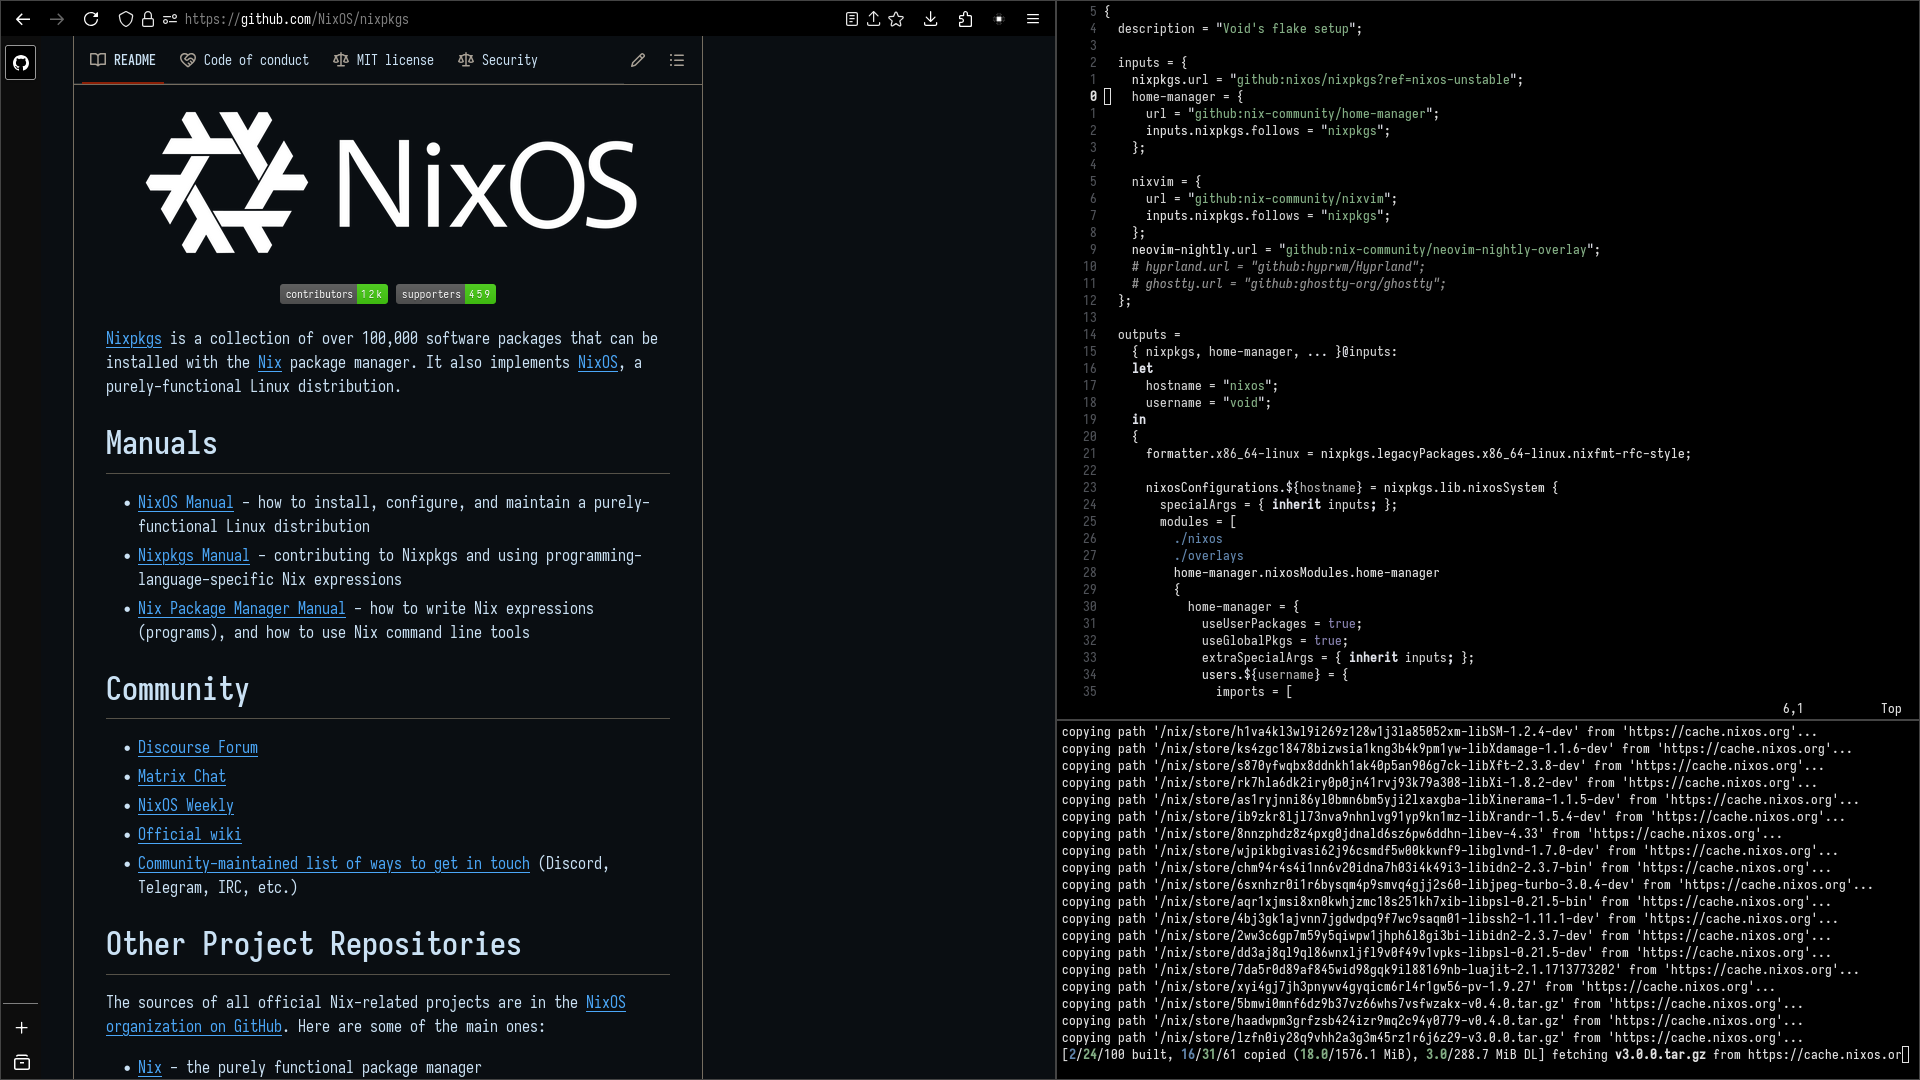 https://github.com/NixOS/nixpkgs
README
Code of conduct
MIT license
Security
NixOS
contributors 12k
supporters 459
Nixpkgs is a collection of over 100,000 software packages that can be
installed with the Nix package manager. It also implements NixOS, a
purely-functional Linux distribution.
Manuals
• NixOS Manual - how to install, configure, and maintain a purely-
functional Linux distribution
• Nixpkgs Manual - contributing to Nixpkgs and using programming-
language-specific Nix expressions
• Nix Package Manager Manual - how to write Nix expressions
(programs), and how to use Nix command line tools
Community
• Discourse Forum
• Matrix Chat
• NixOS Weekly
• Official wiki
• Community-maintained list of ways to get in touch (Discord,
Telegram, IRC, etc.)
Other Project Repositories
The sources of all official Nix-related projects are in the NixOS
organization on GitHub. Here are some of the main ones:
• Nix - the purely functional package manager
5 {
4   description = "Void's flake setup";
3
2   inputs = {
1     nixpkgs.url = "github:nixos/nixpkgs?ref=nixos-unstable";
0     home-manager = {
1       url = "github:nix-community/home-manager";
2       inputs.nixpkgs.follows = "nixpkgs";
3     };
4
5     nixvim = {
6       url = "github:nix-community/nixvim";
7       inputs.nixpkgs.follows = "nixpkgs";
8     };
9     neovim-nightly.url = "github:nix-community/neovim-nightly-overlay";
10     # hyprland.url = "github:hyprwm/Hyprland";
11     # ghostty.url = "github:ghostty-org/ghostty";
12   };
13
14   outputs =
15     { nixpkgs, home-manager, ... }@inputs:
16     let
17       hostname = "nixos";
18       username = "void";
19     in
20     {
21       formatter.x86_64-linux = nixpkgs.legacyPackages.x86_64-linux.nixfmt-rfc-style;
22
23       nixosConfigurations.${hostname} = nixpkgs.lib.nixosSystem {
24         specialArgs = { inherit inputs; };
25         modules = [
26           ./nixos
27           ./overlays
28           home-manager.nixosModules.home-manager
29           {
30             home-manager = {
31               useUserPackages = true;
32               useGlobalPkgs = true;
33               extraSpecialArgs = { inherit inputs; };
34               users.${username} = {
35                 imports = [
6,1 Top
copying path '/nix/store/h1va4kl3wl9i269z128w1j3la85052xm-libSM-1.2.4-dev' from 'https://cache.nixos.org'...
copying path '/nix/store/ks4zgc18478bizwsia1kng3b4k9pm1yw-libXdamage-1.1.6-dev' from 'https://cache.nixos.org'...
copying path '/nix/store/s870yfwqbx8ddnkh1ak40p5an906g7ck-libXft-2.3.8-dev' from 'https://cache.nixos.org'...
copying path '/nix/store/rk7hla6dk2iry0p0jn41rvj93k79a308-libXi-1.8.2-dev' from 'https://cache.nixos.org'...
copying path '/nix/store/as1ryjnni86yl0bmn6bm5yji2lxaxgba-libXinerama-1.1.5-dev' from 'https://cache.nixos.org'...
copying path '/nix/store/ib9zkr8ljl73nva9nhnlvg91yp9kn1mz-libXrandr-1.5.4-dev' from 'https://cache.nixos.org'...
copying path '/nix/store/8nnzphdz8z4pxg0jdnald6sz6pw6ddhn-libev-4.33' from 'https://cache.nixos.org'...
copying path '/nix/store/wjpikbgivasi62j96csmdf5w00kkwnf9-libglvnd-1.7.0-dev' from 'https://cache.nixos.org'...
copying path '/nix/store/chm94r4s4i1nn6v20idna7h03i4k49i3-libidn2-2.3.7-bin' from 'https://cache.nixos.org'...
copying path '/nix/store/6sxnhzr0i1r6bysqm4p9smvq4gjj2s60-libjpeg-turbo-3.0.4-dev' from 'https://cache.nixos.org'...
copying path '/nix/store/aqr1xjmsi8xn0kwhjzmc18s251kh7xib-libpsl-0.21.5-bin' from 'https://cache.nixos.org'...
copying path '/nix/store/4bj3gk1ajvnn7jgdwdpq9f7wc9saqm01-libssh2-1.11.1-dev' from 'https://cache.nixos.org'...
copying path '/nix/store/2ww3c6gp7m59y5qiwpw1jhph6l8gi3bi-libidn2-2.3.7-dev' from 'https://cache.nixos.org'...
copying path '/nix/store/dd3aj8ql9ql86wnxljfl9v0f49v1vpks-libpsl-0.21.5-dev' from 'https://cache.nixos.org'...
copying path '/nix/store/7da5r0d89af845wid98gqk9il88169nb-luajit-2.1.1713773202' from 'https://cache.nixos.org'...
copying path '/nix/store/xyi4gj7jh3pnywv4gyqicm6rl4r1gw56-pv-1.9.27' from 'https://cache.nixos.org'...
copying path '/nix/store/5bmwi0mnf6dz9b37vz66whs7vsfwzakx-v0.4.0.tar.gz' from 'https://cache.nixos.org'...
copying path '/nix/store/haadwpm3grfzsb424izr9mq2c94y0779-v0.4.0.tar.gz' from 'https://cache.nixos.org'...
copying path '/nix/store/lzfn0iy28q9vhh2a3g3m45rz1r6j6z29-v3.0.0.tar.gz' from 'https://cache.nixos.org'...
[2/24/100 built, 16/31/61 copied (18.0/1576.1 MiB), 3.0/288.7 MiB DL] fetching v3.0.0.tar.gz from https://cache.nixos.or